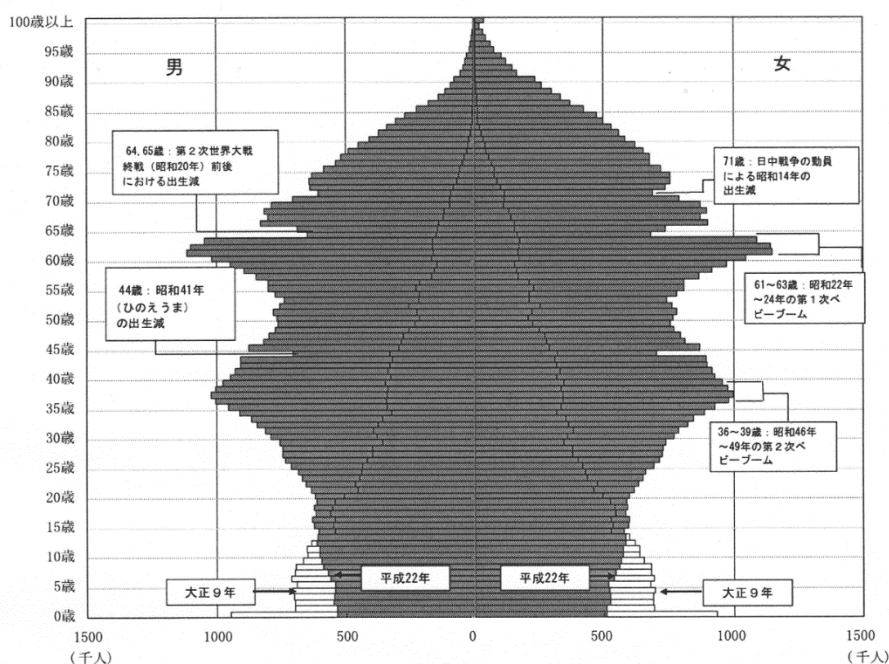 100歳以上
95歳
90歳
85歳
80歳
75歳
70歳
65歳
60歳
55歳
50歳
45歳
40歳
35歳
30歳
25歳
20歳
15歳
10歳
5歳
0歳
男
女
64,65歳：第２次世界大戦
終戦（昭和20年）前後
における出生減
71歳：日中戦争の動員
による昭和14年の
出生減
44歳：昭和41年
（ひのえうま）
の出生減
61～63歳：昭和22年
～24年の第１次ベ
ビーブーム
36～39歳：昭和46年
～49年の第２次ベ
ビーブーム
平成22年
平成22年
大正９年
大正９年
1500
1000
500
0
500
1000
1500
（千人）
（千人）